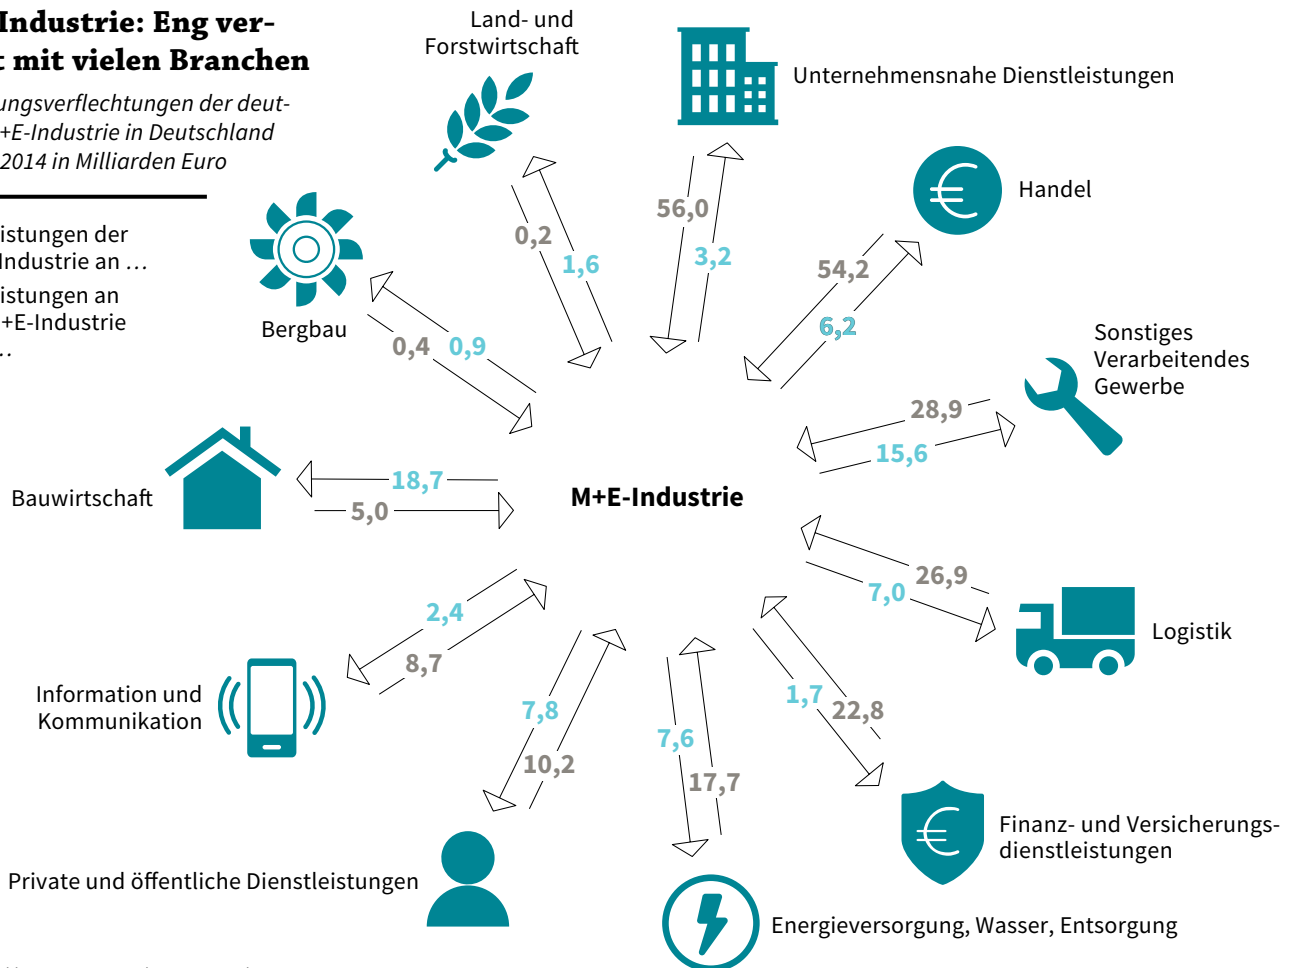 Industrie: Eng ver-
mit vielen Branchen
ungsverflechtungen der deut-
+E-Industrie in Deutschland
2014 in Milliarden Euro
istungen der
Industrie an …
istungen an
+E-Industrie
…
Land- und
Forstwirtschaft
Unternehmensnahe Dienstleistungen
Handel
Bergbau
Sonstiges
Verarbeitendes
Gewerbe
56,0
3,2
0,2
1,6
54,2
6,2
0,4
0,9
28,9
15,6
Bauwirtschaft
18,7
5,0
M+E-Industrie
26,9
7,0
Logistik
2,4
8,7
Information und
Kommunikation
7,8
10,2
7,6
17,7
1,7
22,8
Finanz- und Versicherungs-
dienstleistungen
Private und öffentliche Dienstleistungen
Energieversorgung, Wasser, Entsorgung